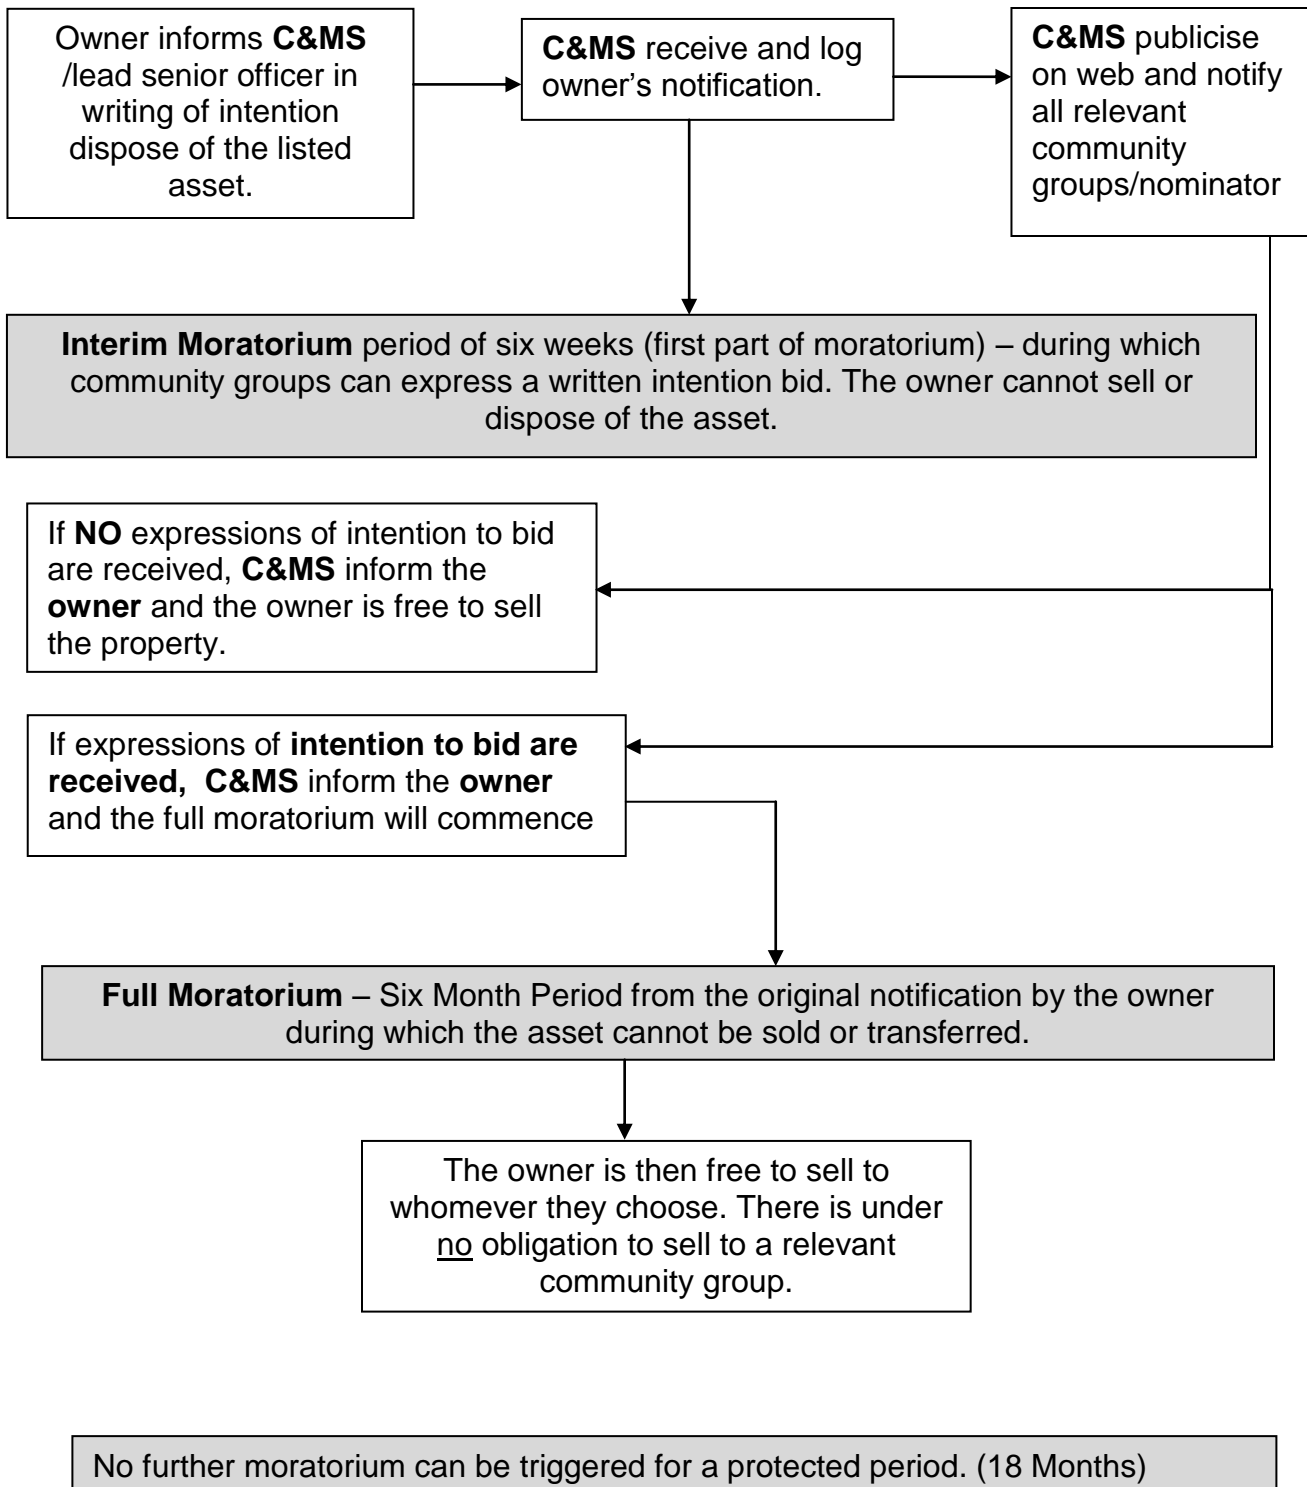 Owner informs C&MS
/lead senior officer in
writing of intention
dispose of the listed
asset.
C&MS receive and log
owner’s notification.
C&MS publicise
on web and notify
all relevant
community
groups/nominator
Interim Moratorium period of six weeks (first part of moratorium) – during which
community groups can express a written intention bid. The owner cannot sell or
dispose of the asset.
If NO expressions of intention to bid
are received, C&MS inform the
owner and the owner is free to sell
the property.
If expressions of intention to bid are
received, C&MS inform the owner
and the full moratorium will commence
Full Moratorium – Six Month Period from the original notification by the owner
during which the asset cannot be sold or transferred.
The owner is then free to sell to
whomever they choose. There is under
no obligation to sell to a relevant
community group.
No further moratorium can be triggered for a protected period. (18 Months)